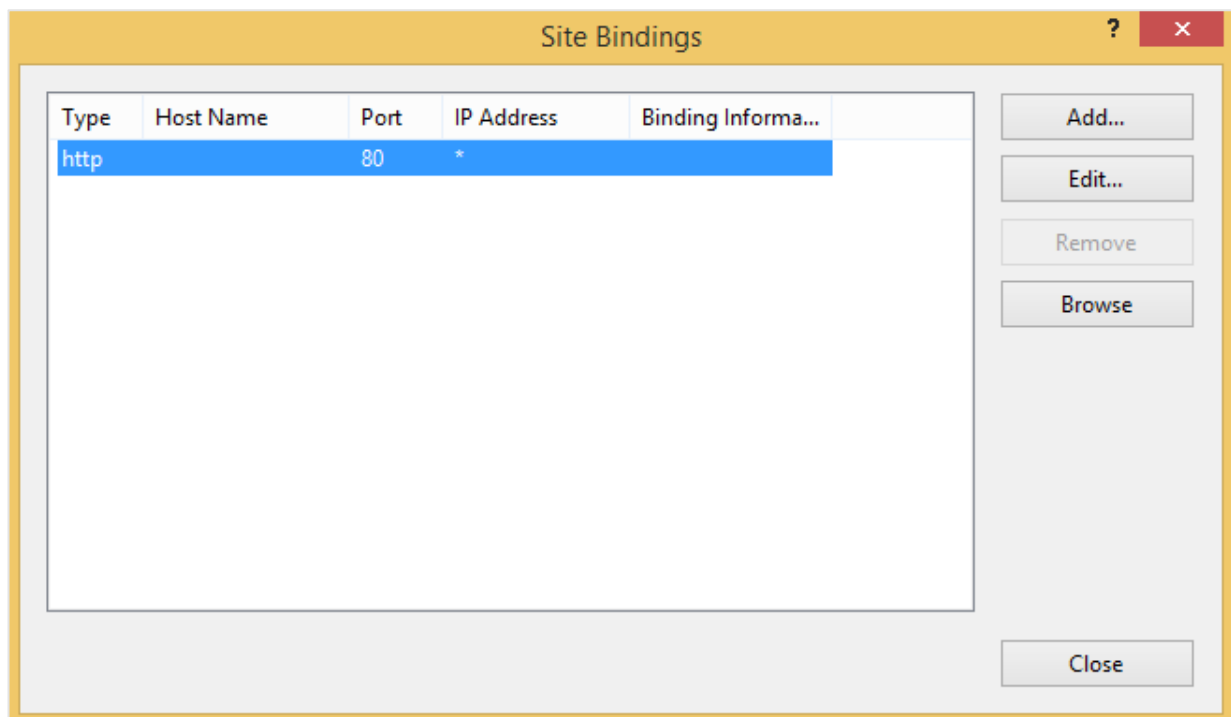 Site Bindings
? ×
Type Host Name Port IP Address Binding Informa...
http 80 *
Add...
Edit...
Remove
Browse
Close